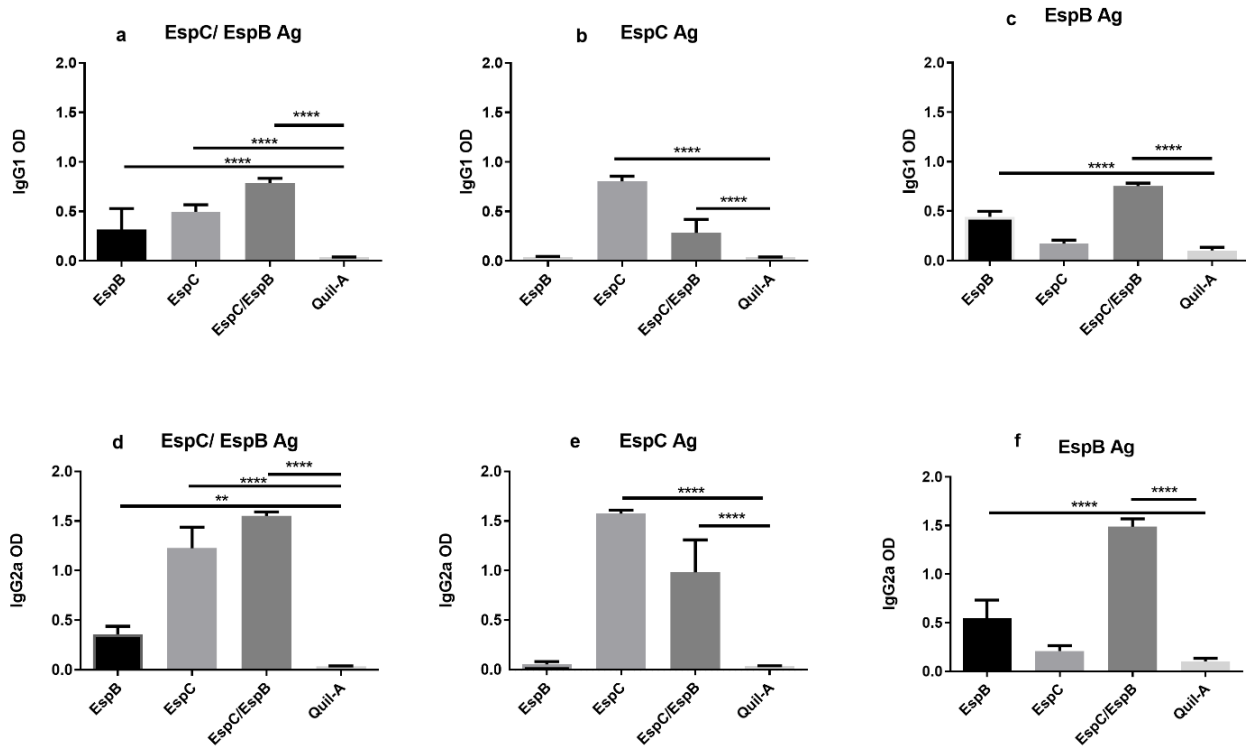 a EspC/ EspB Ag
2.0
1.5
1.0
0.5
0.0
IgG1 OD
****
****
****
EspB
EspC
EspC/EspB
Quil-A
b EspC Ag
2.0
1.5
1.0
0.5
0.0
IgG1 OD
****
****
EspB
EspC
EspC/EspB
Quil-A
c EspB Ag
2.0
1.5
1.0
0.5
0.0
IgG1 OD
****
****
EspB
EspC
EspC/EspB
Quil-A
d EspC/ EspB Ag
2.0
1.5
1.0
0.5
0.0
IgG2a OD
****
****
**
EspB
EspC
EspC/EspB
Quil-A
e EspC Ag
2.0
1.5
1.0
0.5
0.0
IgG2a OD
****
****
EspB
EspC
EspC/EspB
Quil-A
f EspB Ag
2.0
1.5
1.0
0.5
0.0
IgG2a OD
****
****
EspB
EspC
EspC/EspB
Quil-A